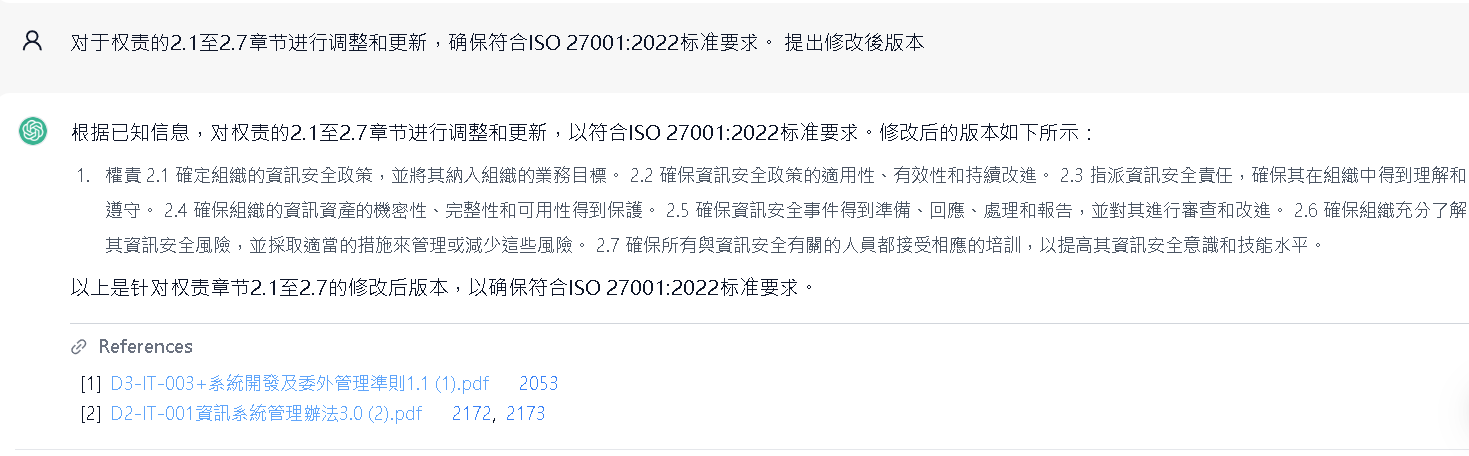 对于权责的2.1至2.7章节进行调整和更新，确保符合ISO 27001:2022标准要求。 提出修改後版本
根据已知信息，对权责的2.1至2.7章节进行调整和更新，以符合ISO 27001:2022标准要求。修改后的版本如下所示：
1. 權責 2.1 確定組織的資訊安全政策，並將其納入組織的業務目標。 2.2 確保資訊安全政策的適用性、有效性和持續改進。 2.3 指派資訊安全責任，確保其在組織中得到理解和
遵守。 2.4 確保組織的資訊資產的機密性、完整性和可用性得到保護。 2.5 確保資訊安全事件得到準備、回應、處理和報告，並對其進行審查和改進。 2.6 確保組織充分了解
其資訊安全風險，並採取適當的措施來管理或減少這些風險。 2.7 確保所有與資訊安全有關的人員都接受相應的培訓，以提高其資訊安全意識和技能水平。
以上是针对权责章节2.1至2.7的修改后版本，以确保符合ISO 27001:2022标准要求。
References
[1] D3-IT-003+系統開發及委外管理準則1.1 (1).pdf 2053
[2] D2-IT-001資訊系統管理辦法3.0 (2).pdf 2172, 2173